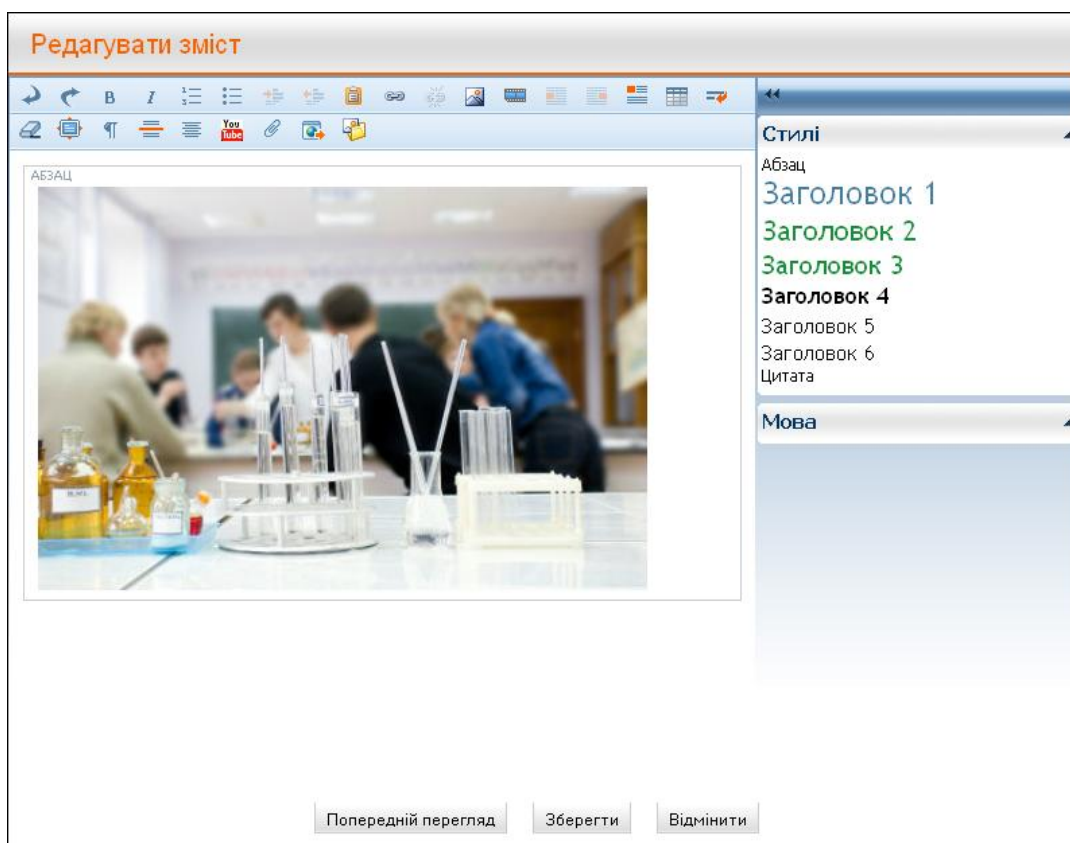 Редагувати зміст
B I
You
Tube
Стилі
АБЗАЦ
Абзац
Заголовок 1
Заголовок 2
Заголовок 3
Заголовок 4
Заголовок 5
Заголовок 6
Цитата
Мова
Попередній перегляд Зберегти Відмінити